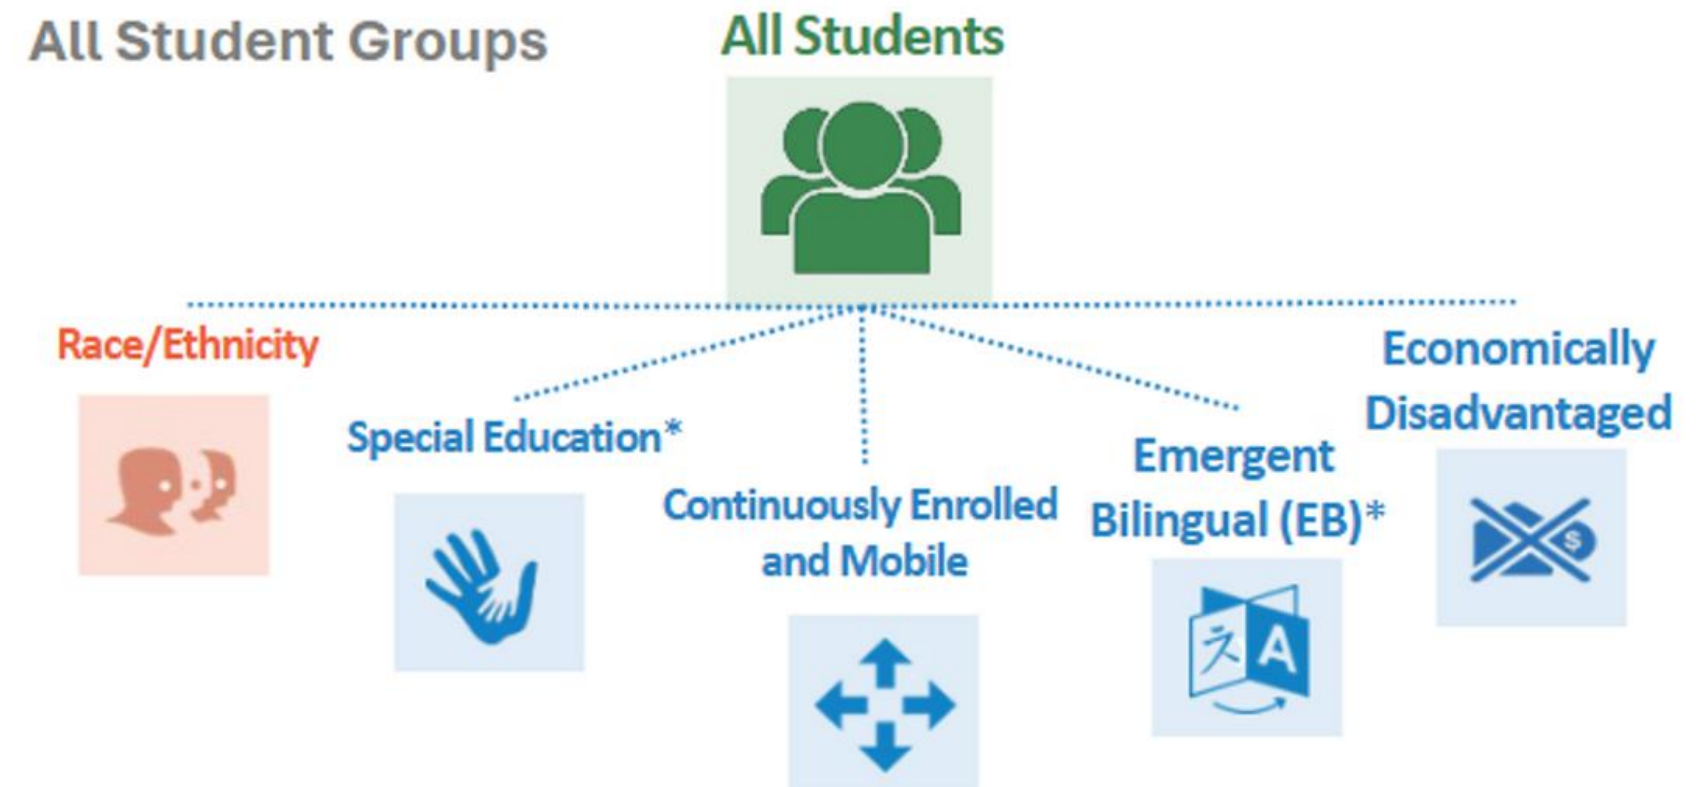 All Student Groups
All Students
Race/Ethnicity
Special Education*
Continuously Enrolled
and Mobile
Emergent
Bilingual (EB)*
Economically
Disadvantaged
$
A